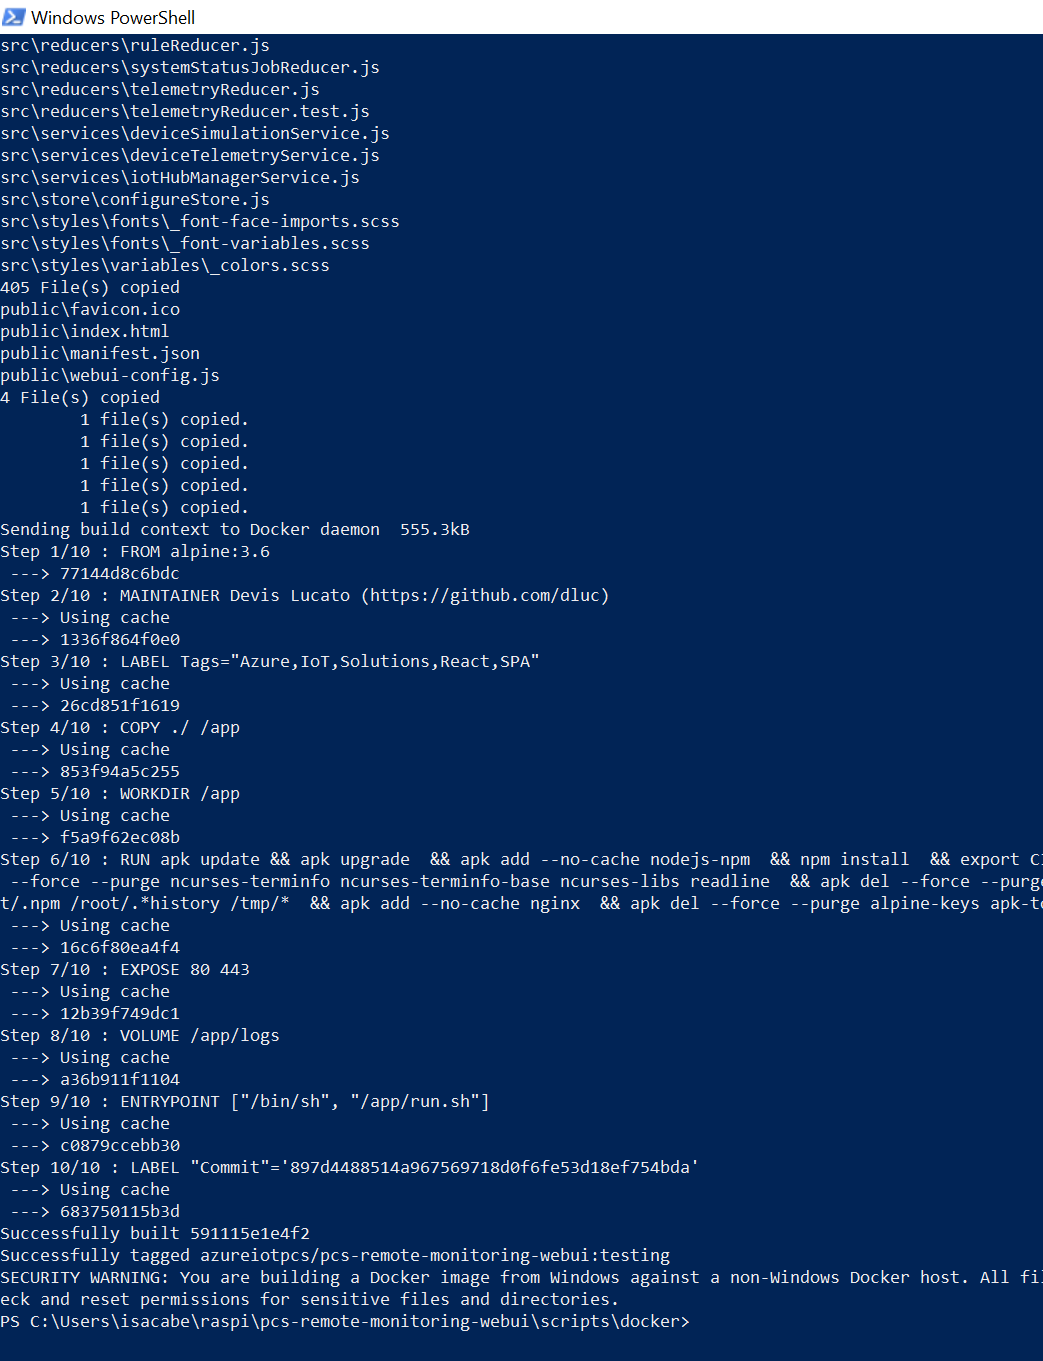 Windows PowerShell
src\reducers\ruleReducer.js
src\reducers\systemStatusJobReducer.js
src\reducers\telemetryReducer.js
src\reducers\telemetryReducer.test.js
src\services\deviceSimulationService.js
src\services\deviceTelemetryService.js
src\services\iotHubManagerService.js
src\store\configureStore.js
src\styles\fonts\_font-face-imports.scss
src\styles\fonts\_font-variables.scss
src\styles\variables\_colors.scss
405 File(s) copied
public\favicon.ico
public\index.html
public\manifest.json
public\webui-config.js
4 File(s) copied
        1 file(s) copied.
        1 file(s) copied.
        1 file(s) copied.
        1 file(s) copied.
        1 file(s) copied.
Sending build context to Docker daemon  555.3kB
Step 1/10 : FROM alpine:3.6
 ---> 77144d8c6bdc
Step 2/10 : MAINTAINER Devis Lucato (https://github.com/dluc)
 ---> Using cache
 ---> 1336f864f0e0
Step 3/10 : LABEL Tags="Azure,IoT,Solutions,React,SPA"
 ---> Using cache
 ---> 26cd851f1619
Step 4/10 : COPY ./ /app
 ---> Using cache
 ---> 853f94a5c255
Step 5/10 : WORKDIR /app
 ---> Using cache
 ---> f5a9f62ec08b
Step 6/10 : RUN apk update && apk upgrade  && apk add --no-cache nodejs-npm  && npm install  && export CI
 --force --purge ncurses-terminfo ncurses-terminfo-base ncurses-libs readline  && apk del --force --purge
t/.npm /root/.*history /tmp/*  && apk add --no-cache nginx  && apk del --force --purge alpine-keys apk-to
 ---> Using cache
 ---> 16c6f80ea4f4
Step 7/10 : EXPOSE 80 443
 ---> Using cache
 ---> 12b39f749dc1
Step 8/10 : VOLUME /app/logs
 ---> Using cache
 ---> a36b911f1104
Step 9/10 : ENTRYPOINT ["/bin/sh", "/app/run.sh"]
 ---> Using cache
 ---> c0879ccebb30
Step 10/10 : LABEL "Commit"='897d4488514a967569718d0f6fe53d18ef754bda'
 ---> Using cache
 ---> 683750115b3d
Successfully built 591115e1e4f2
Successfully tagged azureiotpcs/pcs-remote-monitoring-webui:testing
SECURITY WARNING: You are building a Docker image from Windows against a non-Windows Docker host. All fil
eck and reset permissions for sensitive files and directories.
PS C:\Users\isacabe\raspi\pcs-remote-monitoring-webui\scripts\docker>